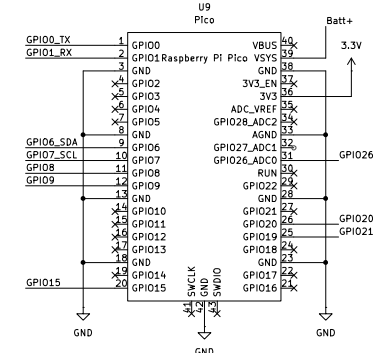 U9
Pico
Batt+
3.3V
GPIO0_TX 1 GPIO0 VBUS 40
GPIO1_RX 2 GPIO1 Raspberry Pi Pico VSYS 39
3 GND GND 38
4 GPIO2 3V3_EN 37
5 GPIO3 3V3 36
6 GPIO4 ADC_VREF 35
7 GPIO5 GPIO28_ADC2 34
8 GND AGND 33
GPIO6_SDA 9 GPIO6 GPIO27_ADC1 32
GPIO7_SCL 10 GPIO7 GPIO26_ADC0 31 GPIO26
GPIO8 11 GPIO8 RUN 30
GPIO9 12 GPIO9 GPIO22 29
13 GND GND 28
14 GPIO10 GPIO21 27
15 GPIO11 GPIO20 26 GPIO20
16 GPIO12 GPIO19 25 GPIO21
17 GPIO13 GPIO18 24
18 GND GND 23
19 GPIO14 GPIO17 22
GPIO15 20 GPIO15 GPIO16 21
SWCLK GND SWDIO
41 42 43
GND GND
GND